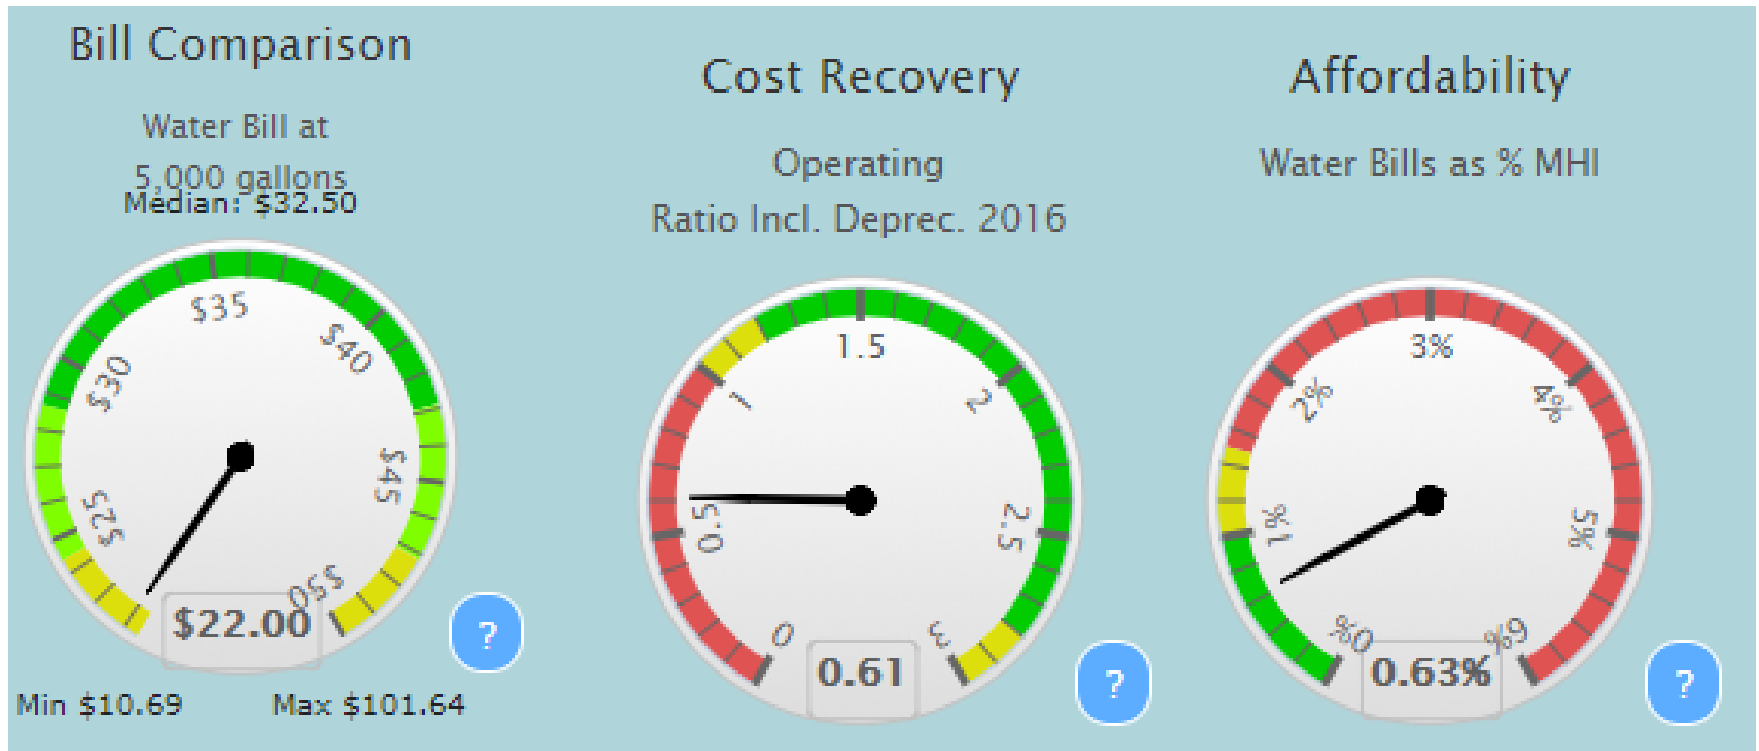 Bill Comparison
Water Bill at
5,000 gallons
Median: $32.50
$25
$30
$35
$40
$45
$50
$22.00
?
Min $10.69
Max $101.64
Cost Recovery
Operating
Ratio Incl. Deprec. 2016
0
0.5
1
1.5
2
2.5
3
0.61
?
Affordability
Water Bills as % MHI
0%
1%
2%
3%
4%
5%
6%
0.63%
?